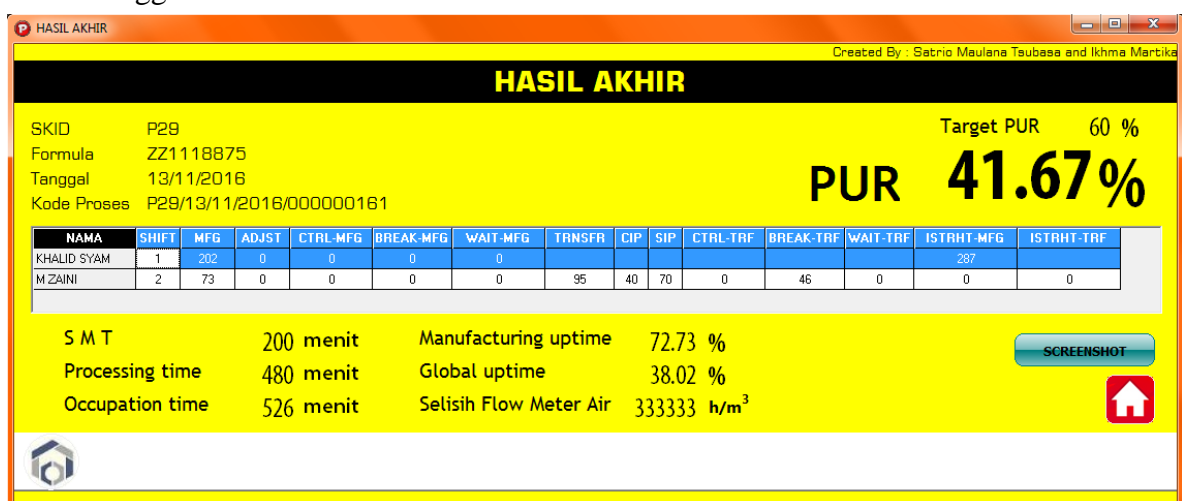 HASIL AKHIR
Created By : Satrio Maulana Tsubasa and Ikhma Martika
HASIL AKHIR
SKID P29
Formula ZZ1118875
Tanggal 13/11/2016
Kode Proses P29/13/11/2016/000000161
Target PUR 60 %
PUR 41.67%
NAMA SHIFT MFG ADJST CTRL-MFG BREAK-MFG WAIT-MFG TRNSFR CIP SIP CTRL-TRF BREAK-TRF WAIT-TRF ISTRHT-MFG ISTRHT-TRF
KHALID SYAM 1 202 0 0 0 0 287
M ZAINI 2 73 0 0 0 0 95 40 70 0 46 0 0 0
S M T 200 menit Manufacturing uptime 72.73 %
Processing time 480 menit Global uptime 38.02 %
Occupation time 526 menit Selisih Flow Meter Air 333333 h/m³
SCREENSHOT